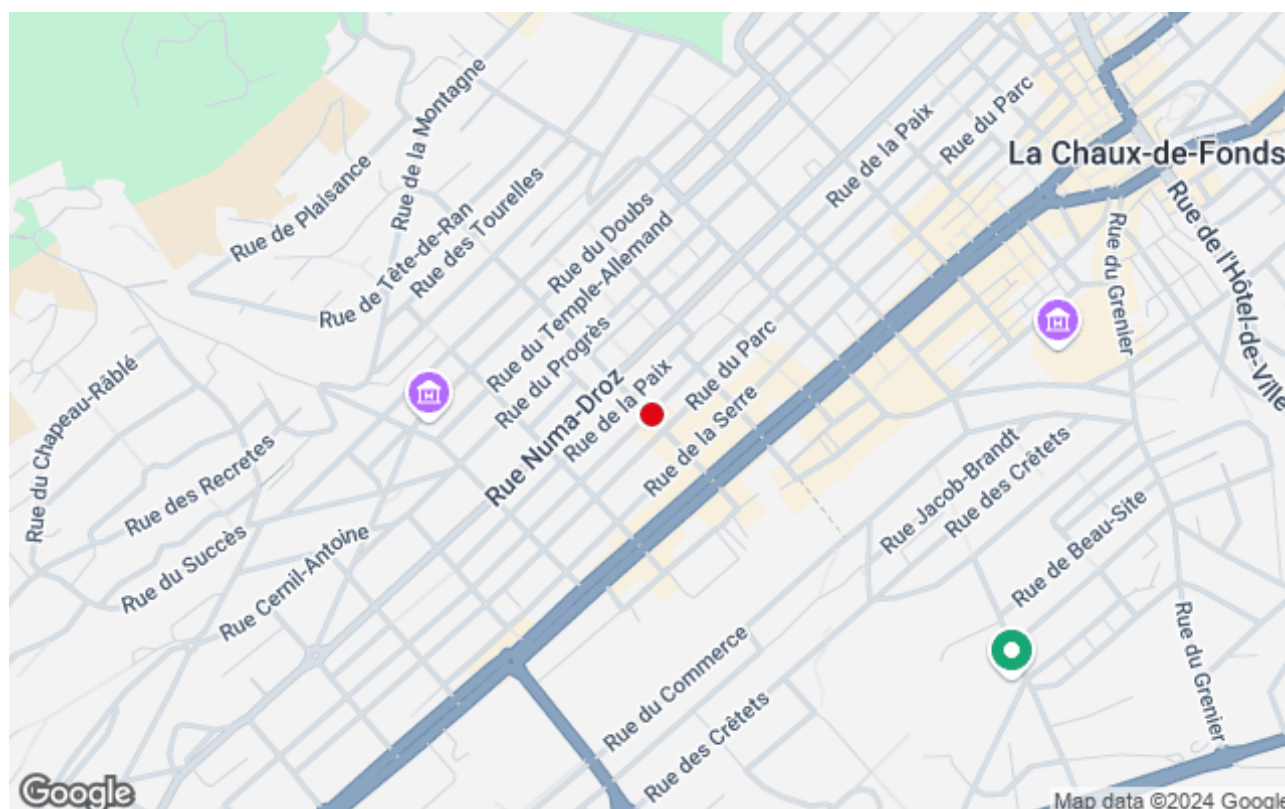 Rue de la Montagne
Rue de Plaisance
Rue de la Paix
Rue du Parc
La Chaux-de-Fonds
Rue de Tête-de-Ran
Rue des Tourelles
Rue du Doubs
Rue du Temple-Allemand
Rue du Progrès
Rue Numa-Droz
Rue de la Paix
Rue du Parc
Rue de la Serre
Rue du Grenier
Rue de l'Hôtel-de-Ville
Rue du Chapeau-Râblé
Rue des Recretes
Rue du Succès
Rue Cernil-Antoine
Rue Jacob-Brandt
Rue des Crêtets
Rue de Beau-Site
Rue du Commerce
Rue des Crêtets
Rue du Grenier
Google
Map data ©2024 Google